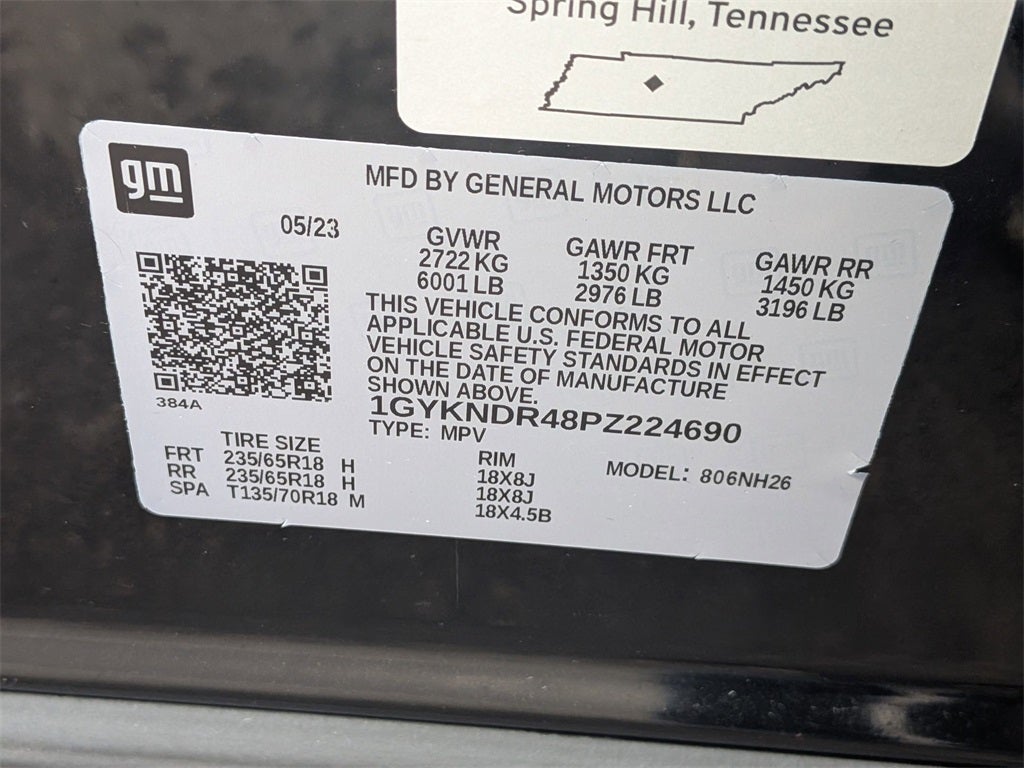 Spring Hill, Tennessee
gm
MFD BY GENERAL MOTORS LLC
05/23
GVWR GAWR FRT GAWR RR
2722 KG 1350 KG 1450 KG
6001 LB 2976 LB 3196 LB
THIS VEHICLE CONFORMS TO ALL
APPLICABLE U.S. FEDERAL MOTOR
VEHICLE SAFETY STANDARDS IN EFFECT
ON THE DATE OF MANUFACTURE
SHOWN ABOVE.
384A
1GYKNDR48PZ224690
TYPE: MPV
TIRE SIZE RIM MODEL: 806NH26
FRT 235/65R18 H 18X8J
RR 235/65R18 H 18X8J
SPA T135/70R18 M 18X4.5B